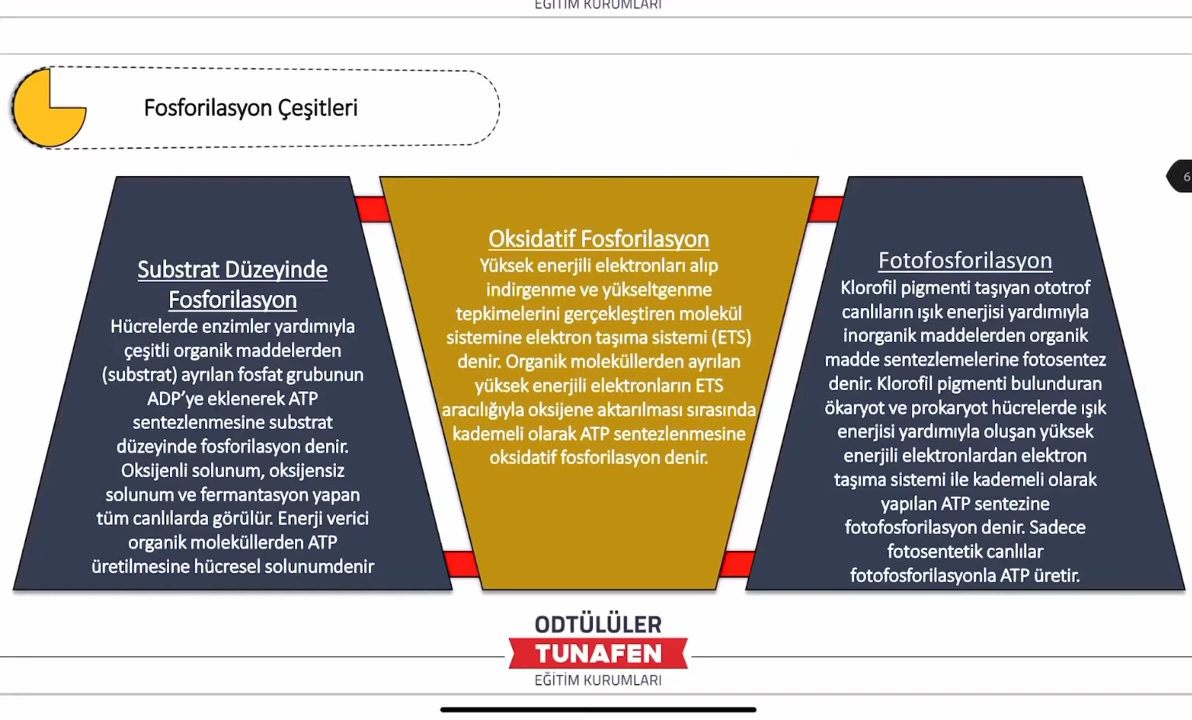 EĞİTİM KURUMLARI
Fosforilasyon Çeşitleri
6
Substrat Düzeyinde
Fosforilasyon
Hücrelerde enzimler yardımıyla
çeşitli organik maddelerden
(substrat) ayrılan fosfat grubunun
ADP’ye eklenerek ATP
sentezlenmesine substrat
düzeyinde fosforilasyon denir.
Oksijenli solunum, oksijensiz
solunum ve fermantasyon yapan
tüm canlılarda görülür. Enerji verici
organik moleküllerden ATP
üretilmesine hücresel solunumdenir
Oksidatif Fosforilasyon
Yüksek enerjili elektronları alıp
indirgenme ve yükseltgenme
tepkimelerini gerçekleştiren molekül
sistemine elektron taşıma sistemi (ETS)
denir. Organik moleküllerden ayrılan
yüksek enerjili elektronların ETS
aracılığıyla oksijene aktarılması sırasında
kademeli olarak ATP sentezlenmesine
oksidatif fosforilasyon denir.
Fotofosforilasyon
Klorofil pigmenti taşıyan ototrof
canlıların ışık enerjisi yardımıyla
inorganik maddelerden organik
madde sentezlemelerine fotosentez
denir. Klorofil pigmenti bulunduran
ökaryot ve prokaryot hücrelerde ışık
enerjisi yardımıyla oluşan yüksek
enerjili elektronlardan elektron
taşıma sistemi ile kademeli olarak
yapılan ATP sentezine
fotofosforilasyon denir. Sadece
fotosentetik canlılar
fotofosforilasyonla ATP üretir.
ODTÜLÜLER
TUNAFEN
EĞİTİM KURUMLARI